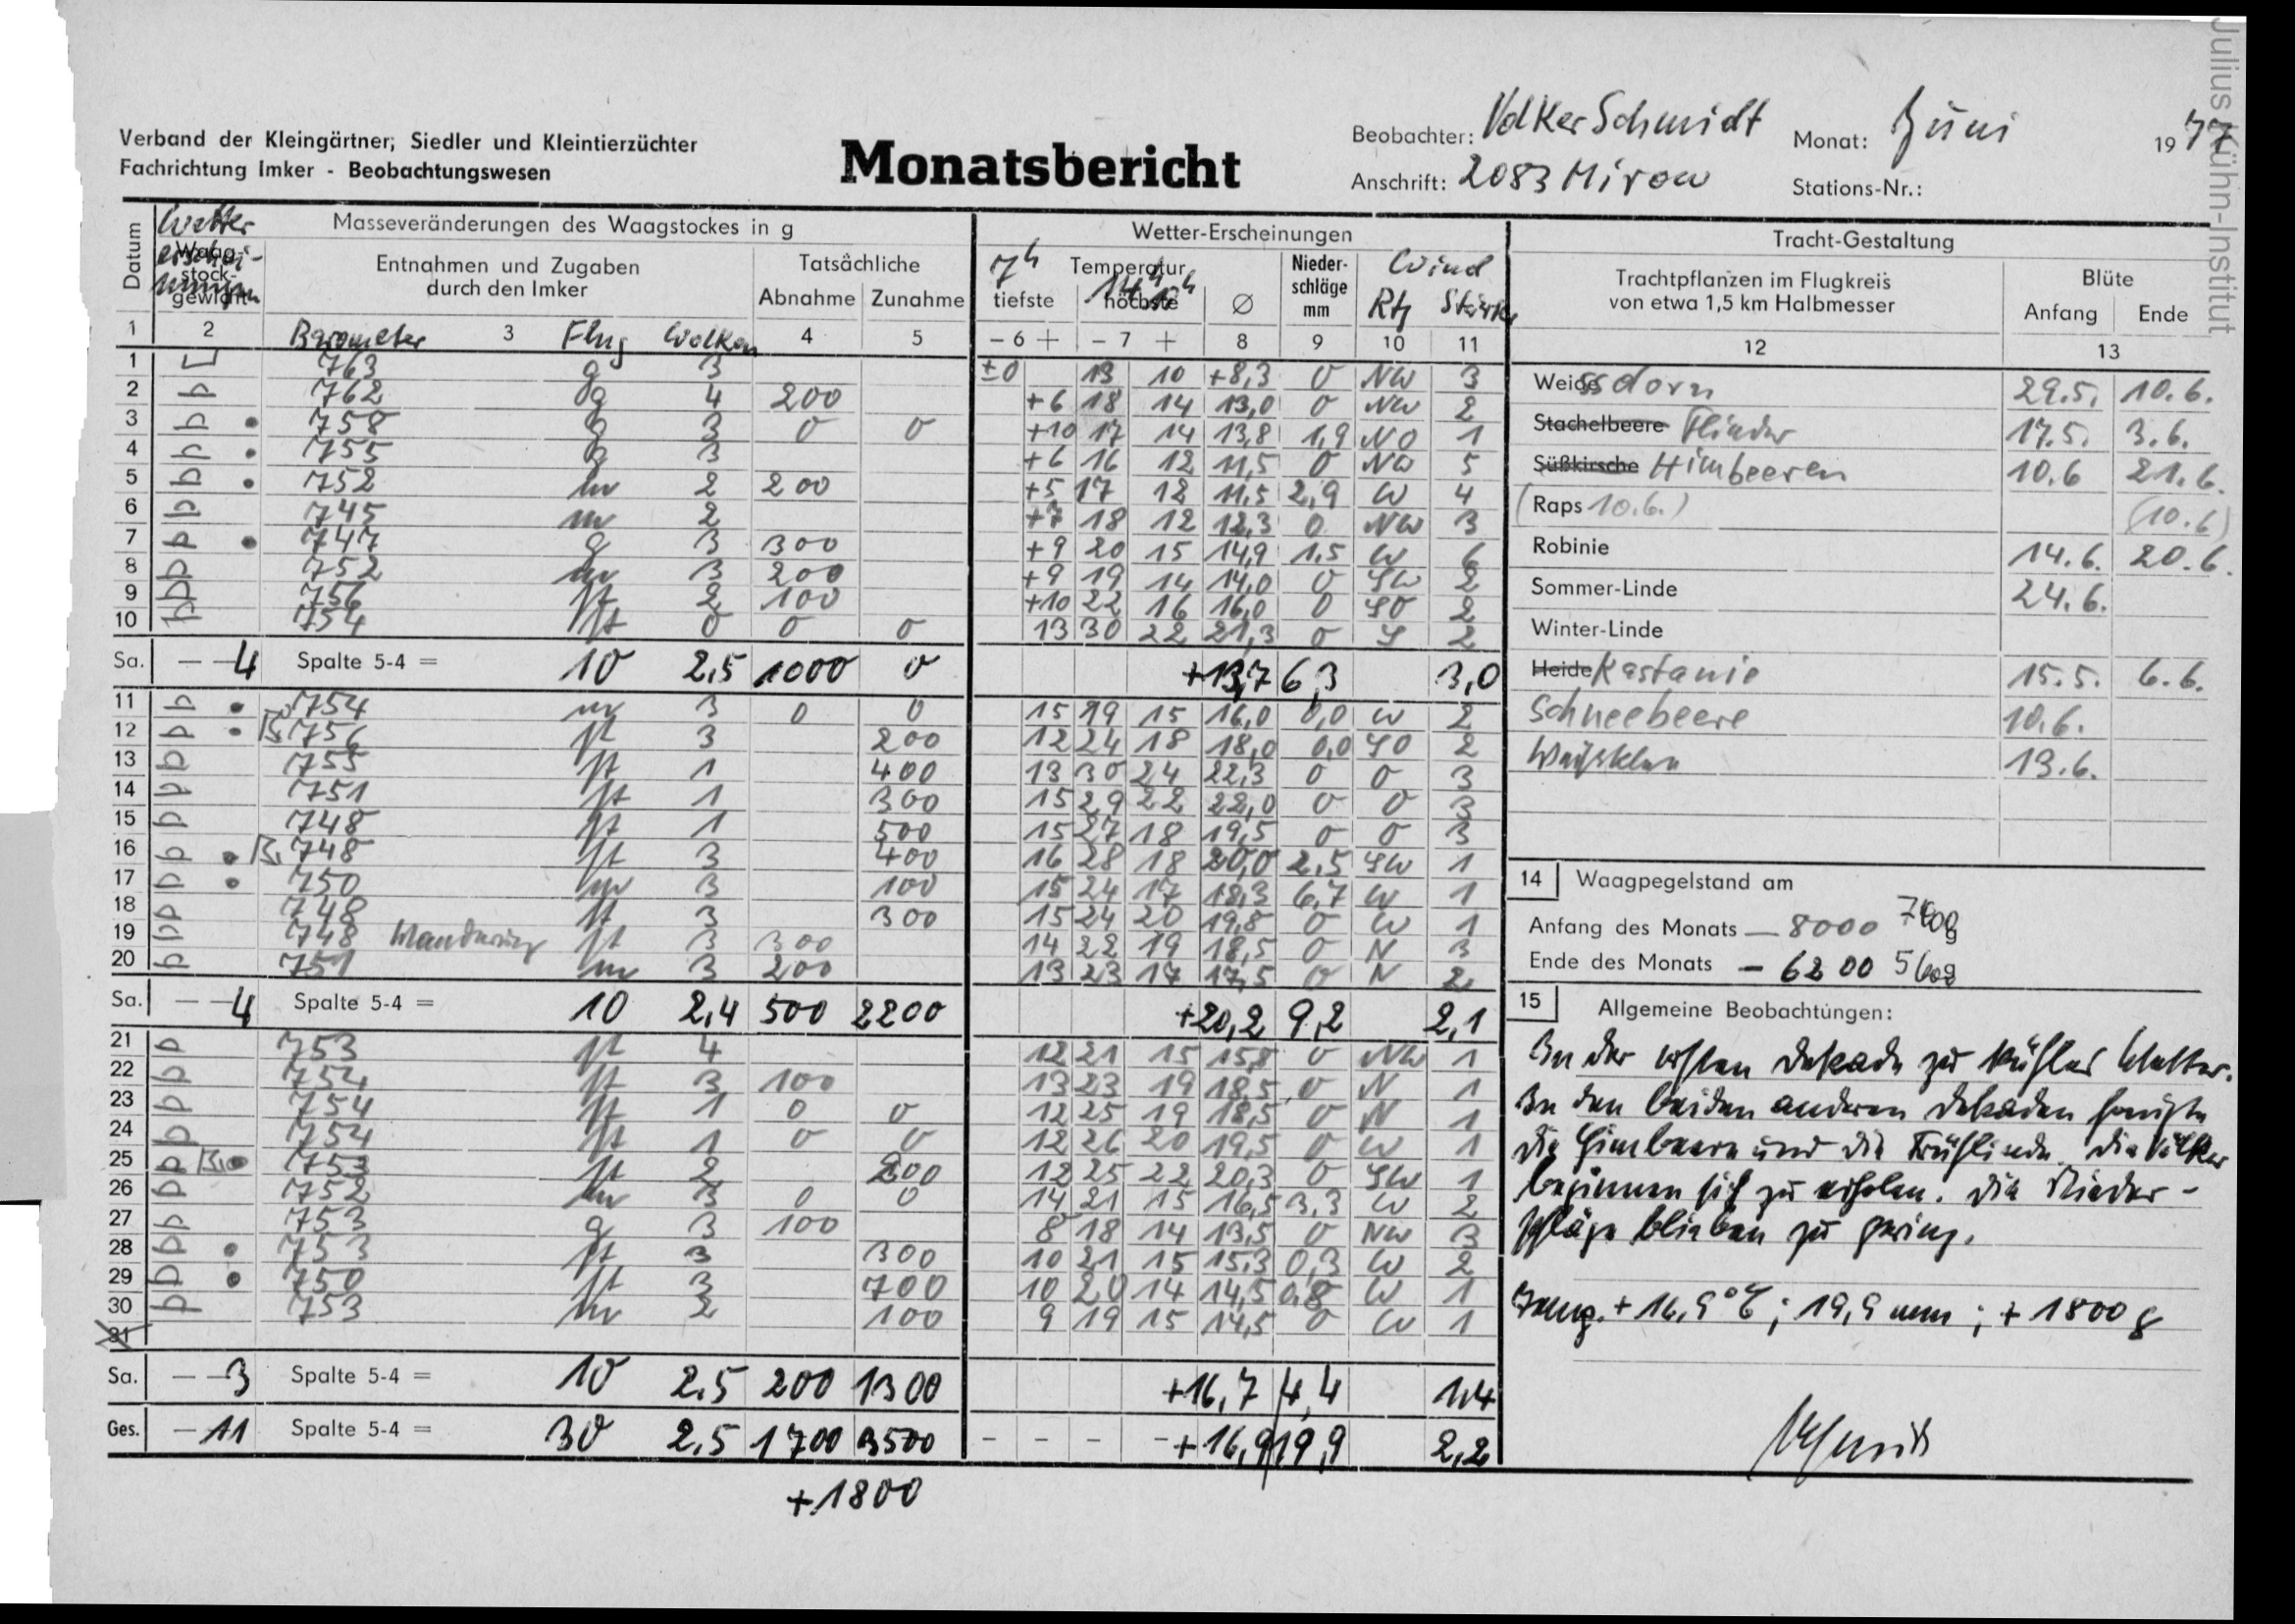 Verband der Kleingärtner, Siedler und Kleintierzüchter
Fachrichtung Imker - Beobachtungswesen
Monatsbericht
Beobachter: Volker Schmidt Monat: Juni 1977
Anschrift: 2083 Mirow Stations-Nr.:
Julius Kühn-Institut
Datum Wetter Masseveränderungen des Waagstockes in g Wetter-Erscheinungen Tracht-Gestaltung
Waag-stock-gewicht Entnahmen und Zugaben durch den Imker Tatsächliche Abnahme Zunahme
7h tiefste Temperatur 14h höchste Ø Nieder-schläge mm Wind Rtg Stärke
Trachtpflanzen im Flugkreis von etwa 1,5 km Halbmesser Blüte Anfang Ende
1 2 Barometer 3 Flug Wolken 4 5 - 6 + - 7 + 8 9 10 11 12 13
1 763 g 3 ±0 13 10 +8,3 0 NW 3
2 762 g 4 200 +6 18 14 13,0 0 NW 2
3 758 g 3 0 0 +10 17 14 13,8 1,9 NO 1
4 755 g 3 +6 16 12 11,5 0 NW 5
5 752 m 2 200 +5 17 12 11,5 2,9 W 4
6 745 m 2 +7 18 12 12,3 0 NW 3
7 747 g 3 300 +9 20 15 14,9 1,5 W 6
8 752 m 3 200 +9 19 14 14,0 0 SW 2
9 756 st 2 100 +10 22 16 16,0 0 SO 2
10 754 st 0 0 0 13 30 22 21,3 0 S 2
Sa. - -4 Spalte 5-4 = 10 2,5 1000 0 +13,7 6,3 3,0
11 754 m 3 0 0 15 19 15 16,0 0,0 W 2
12 756 st 3 200 12 24 18 18,0 0,0 SO 2
13 755 st 1 400 13 30 24 22,3 0 O 3
14 751 st 1 300 15 29 22 22,0 0 O 3
15 748 st 1 500 15 27 18 19,5 0 O 3
16 748 st 3 400 16 28 18 20,0 2,5 SW 1
17 750 m 3 100 15 24 17 18,3 6,7 W 1
18 748 st 3 300 15 24 20 19,8 0 W 1
19 748 Wanderung st 3 300 14 22 19 18,5 0 N 3
20 751 m 3 200 13 23 17 17,5 0 N 2
Sa. - -4 Spalte 5-4 = 10 2,4 500 2200 +20,2 9,2 2,1
21 753 st 4 12 21 15 15,8 0 NW 1
22 754 st 3 100 13 23 19 18,5 0 N 1
23 754 st 1 0 0 12 25 19 18,5 0 N 1
24 754 st 1 0 0 12 26 20 19,5 0 W 1
25 753 st 2 200 12 25 22 20,3 0 SW 1
26 752 m 3 0 0 14 21 15 16,5 3,3 W 2
27 753 g 3 100 8 18 14 13,5 0 NW 3
28 753 st 3 300 10 21 15 15,3 0,3 W 2
29 750 st 3 700 10 20 14 14,5 0,8 W 1
30 753 m 2 100 9 19 15 14,5 0 W 1
31
Sa. - -3 Spalte 5-4 = 10 2,5 200 1300 +16,7 4,4 1,4
Ges. -11 Spalte 5-4 = 30 2,5 1700 3500 - - - - +16,9 19,9 2,2
+1800
Weissdorn 29.5. 10.6.
Stachelbeere Flieder 17.5. 3.6.
Süßkirsche Himbeeren 10.6 21.6.
(Raps 10.6.) (10.6)
Robinie 14.6. 20.6.
Sommer-Linde 24.6.
Winter-Linde
Heide Kastanie 15.5. 6.6.
Schneebeere 10.6.
Weißklee 13.6.
14 Waagpegelstand am
Anfang des Monats - 8000 g
Ende des Monats - 6200 g
15 Allgemeine Beobachtungen:
In der ersten Dekade zu kühles Wetter.
In den beiden anderen Dekaden honigte
die Himbeere und die Frühlinde. Die Völker
beginnen sich zu erholen. Die Nieder-
schläge blieben zu gering.
Temp. + 16,9°C; 19,9 mm; + 1800 g